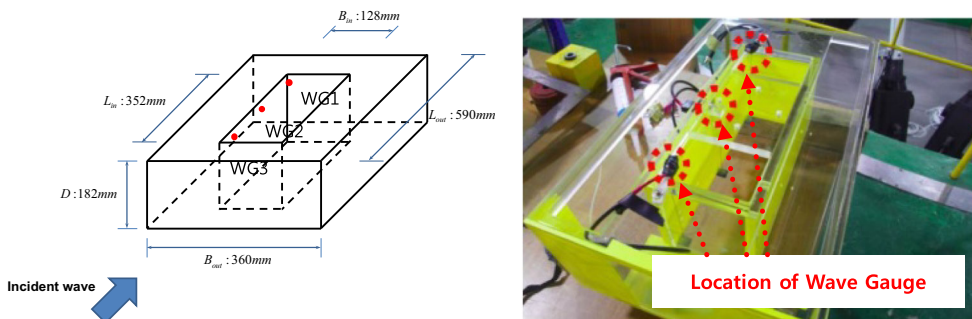 B_in :128mm
L_in :352mm
WG1
L_out :590mm
WG2
WG3
D :182mm
B_out :360mm
Incident wave
Location of Wave Gauge